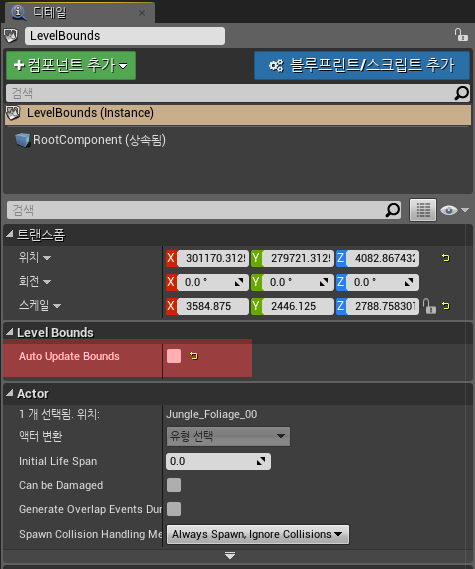 디테일
LevelBounds
+컴포넌트 추가
블루프린트/스크립트 추가
검색
LevelBounds (Instance)
RootComponent (상속됨)
검색
트랜스폼
위치 X 301170.3125 Y 279721.3125 Z 4082.867432
회전 X 0.0 ° Y 0.0 ° Z 0.0 °
스케일 X 3584.875 Y 2446.125 Z 2788.758301
Level Bounds
Auto Update Bounds
Actor
1 개 선택됨. 위치: Jungle_Foliage_00
액터 변환 유형 선택
Initial Life Span 0.0
Can be Damaged
Generate Overlap Events Dur
Spawn Collision Handling Me Always Spawn, Ignore Collisions